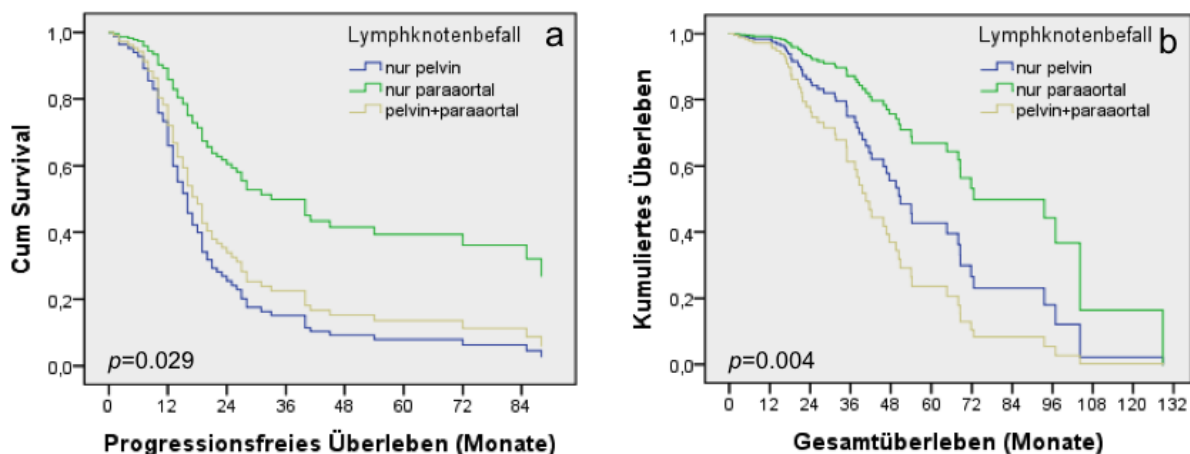 a
Lymphknotenbefall
nur pelvin
nur paraaortal
pelvin+paraaortal
Cum Survival
1,0
0,8
0,6
0,4
0,2
0,0
p=0.029
0 12 24 36 48 60 72 84
Progressionsfreies Überleben (Monate)
b
Lymphknotenbefall
nur pelvin
nur paraaortal
pelvin+paraaortal
Kumuliertes Überleben
1,0
0,8
0,6
0,4
0,2
0,0
p=0.004
0 12 24 36 48 60 72 84 96 108 120 132
Gesamtüberleben (Monate)